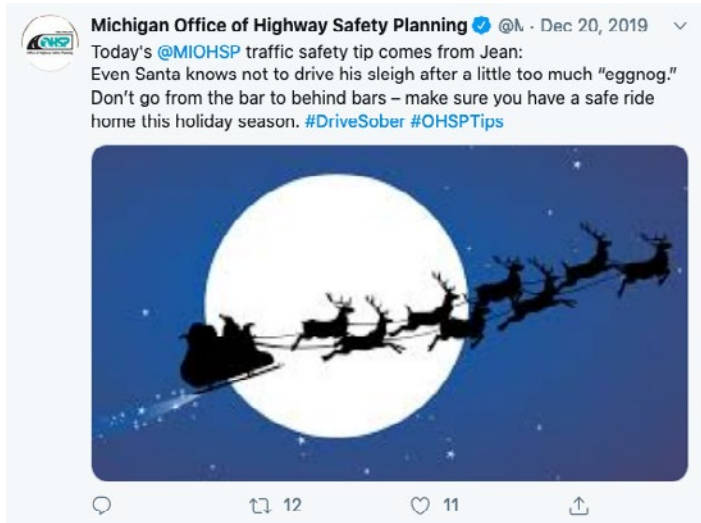 Michigan Office of Highway Safety Planning @M · Dec 20, 2019
Today's @MIOHSP traffic safety tip comes from Jean:
Even Santa knows not to drive his sleigh after a little too much “eggnog.”
Don’t go from the bar to behind bars – make sure you have a safe ride
home this holiday season. #DriveSober #OHSPTips
12
11